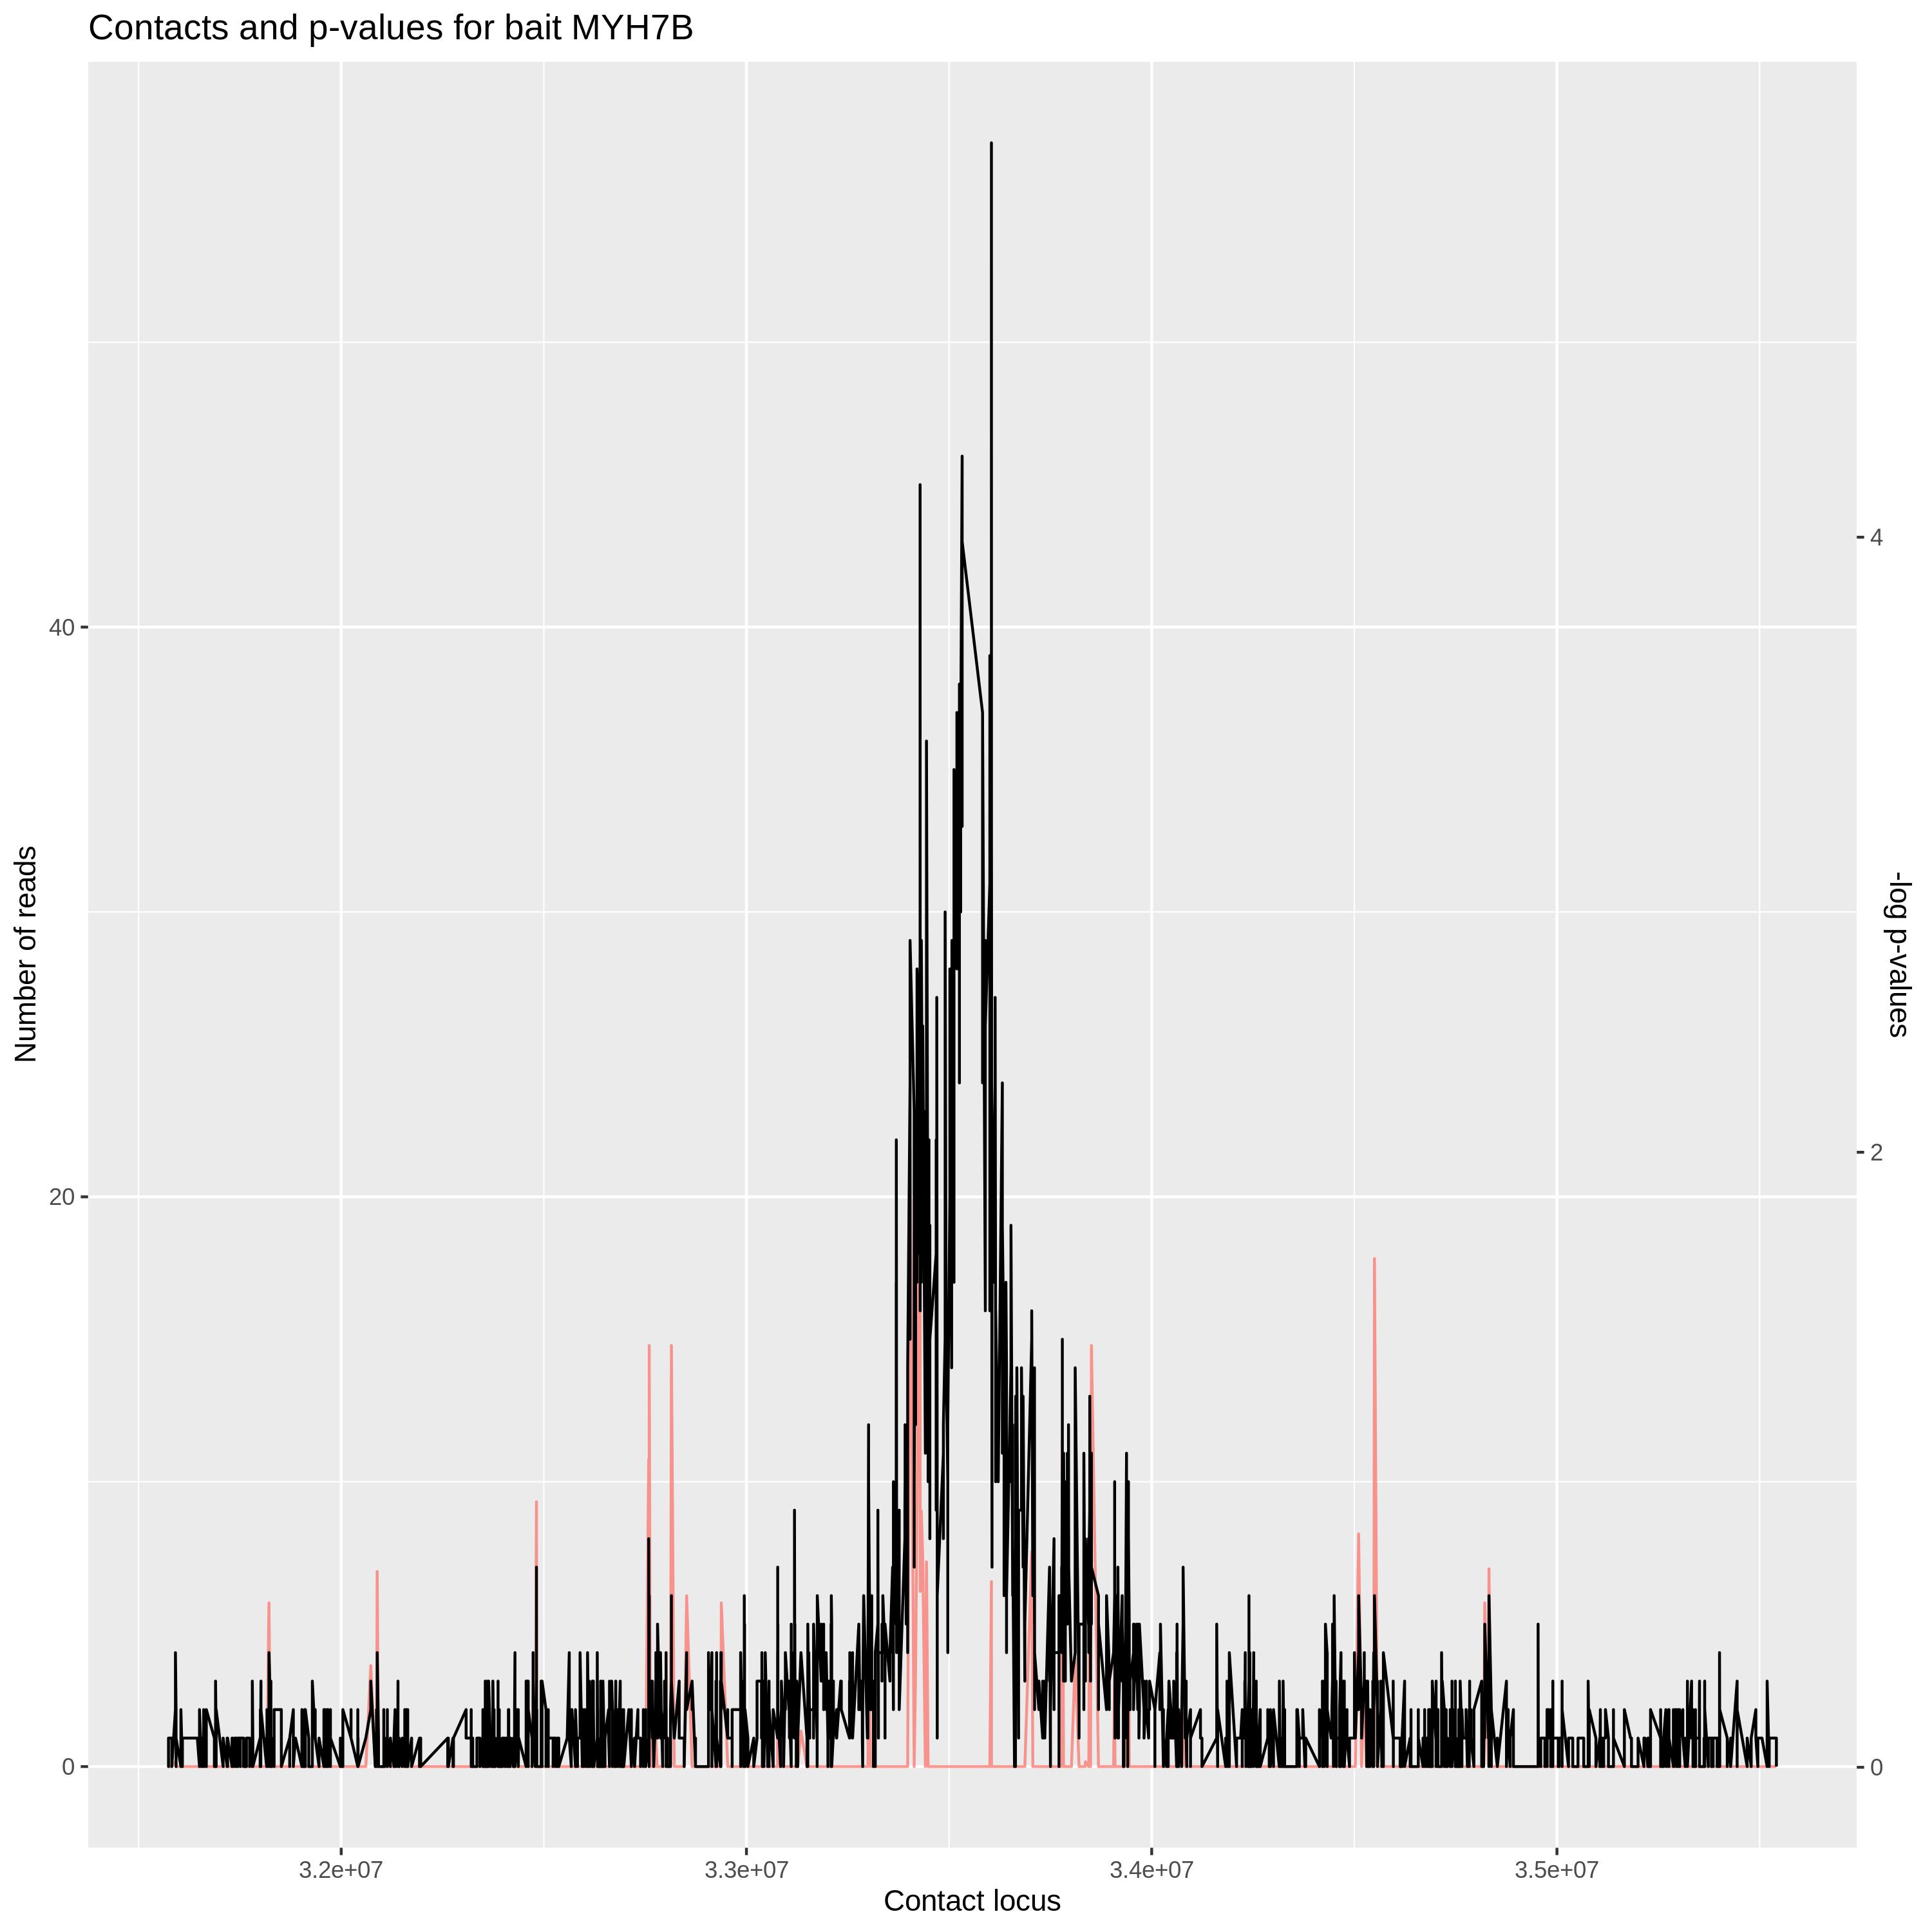 Contacts and p-values for bait MYH7B
40
20
0
Number of reads
4
2
0
-log p-values
3.2e+07
3.3e+07
3.4e+07
3.5e+07
Contact locus